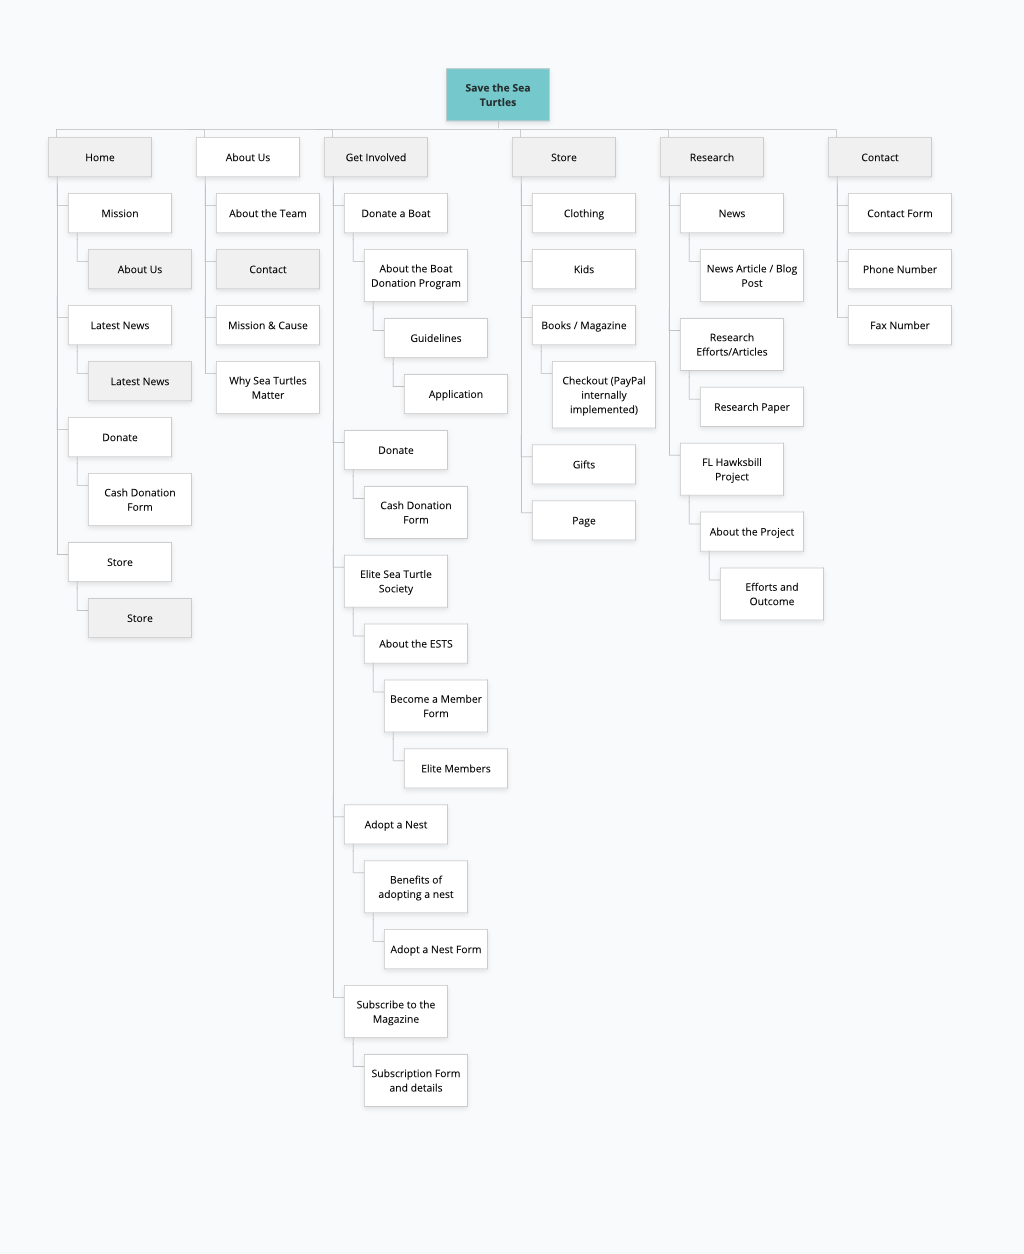 Save the Sea
Turtles
Home
About Us
Get Involved
Store
Research
Contact
Mission
About Us
Latest News
Latest News
Donate
Cash Donation
Form
Store
Store
About the Team
Contact
Mission & Cause
Why Sea Turtles
Matter
Donate a Boat
About the Boat
Donation Program
Guidelines
Application
Donate
Cash Donation
Form
Elite Sea Turtle
Society
About the ESTS
Become a Member
Form
Elite Members
Adopt a Nest
Benefits of
adopting a nest
Adopt a Nest Form
Subscribe to the
Magazine
Subscription Form
and details
Clothing
Kids
Books / Magazine
Checkout (PayPal
internally
implemented)
Gifts
Page
News
News Article / Blog
Post
Research
Efforts/Articles
Research Paper
FL Hawksbill
Project
About the Project
Efforts and
Outcome
Contact Form
Phone Number
Fax Number